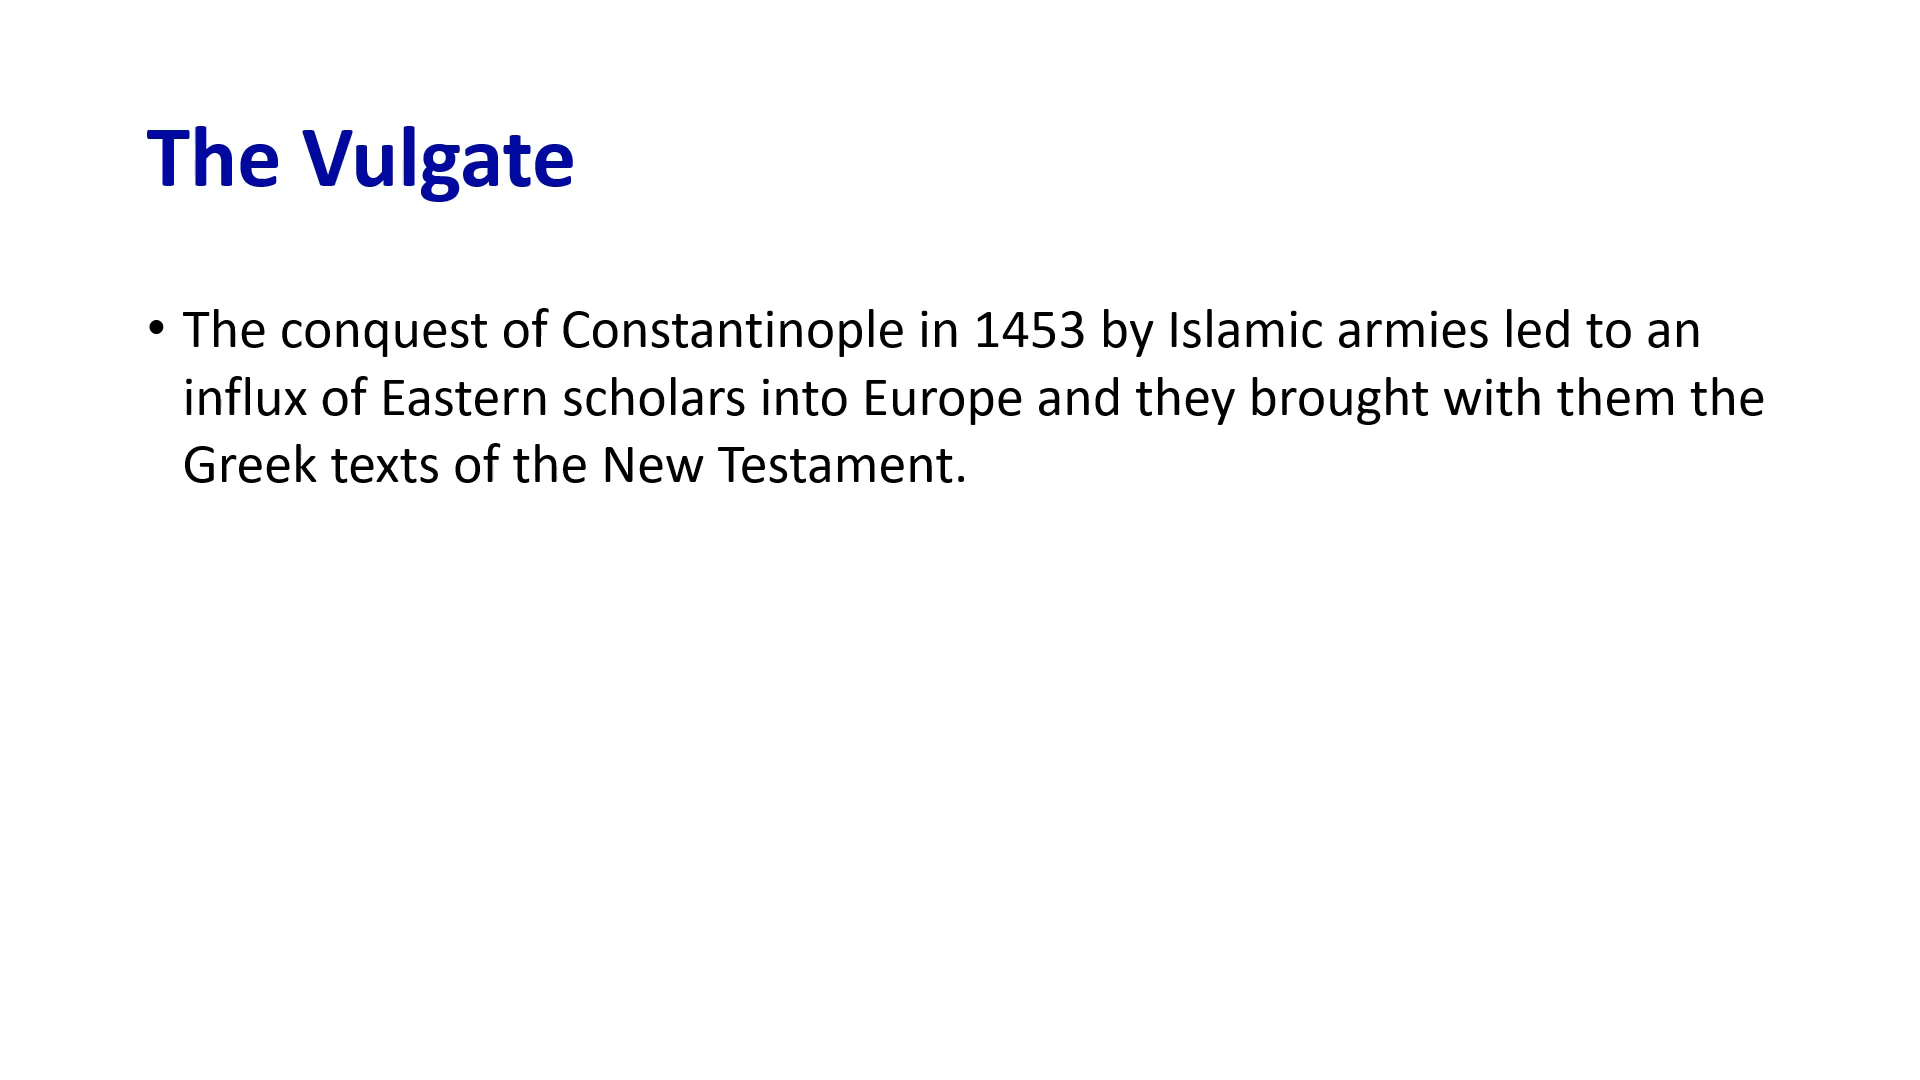 The Vulgate
• The conquest of Constantinople in 1453 by Islamic armies led to an
influx of Eastern scholars into Europe and they brought with them the
Greek texts of the New Testament.